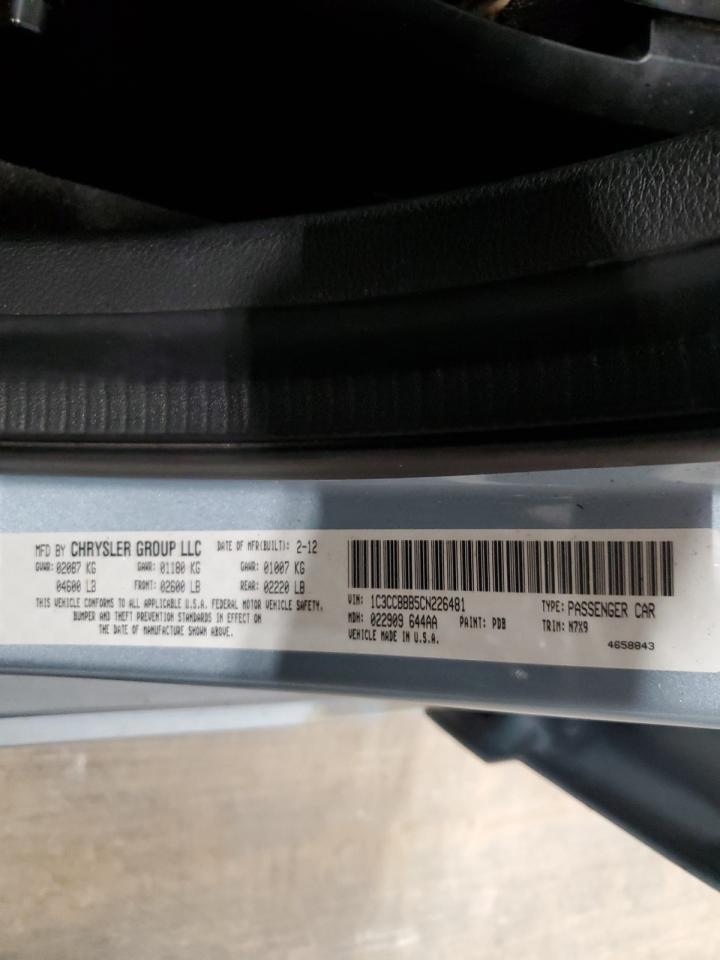 MFD BY CHRYSLER GROUP LLC DATE OF MFR(BUILT): 2-12
GVWR: 02087 KG GAWR: 01180 KG GAWR: 01007 KG
04600 LB FRONT: 02600 LB REAR: 02220 LB
THIS VEHICLE CONFORMS TO ALL APPLICABLE U.S.A. FEDERAL MOTOR VEHICLE SAFETY,
BUMPER AND THEFT PREVENTION STANDARDS IN EFFECT ON
THE DATE OF MANUFACTURE SHOWN ABOVE.
VIN: 1C3CCBBB5CN226481 TYPE: PASSENGER CAR
MDH: 022909 644AA PAINT: PDB TRIM: N7X9
VEHICLE MADE IN U.S.A. 4658843